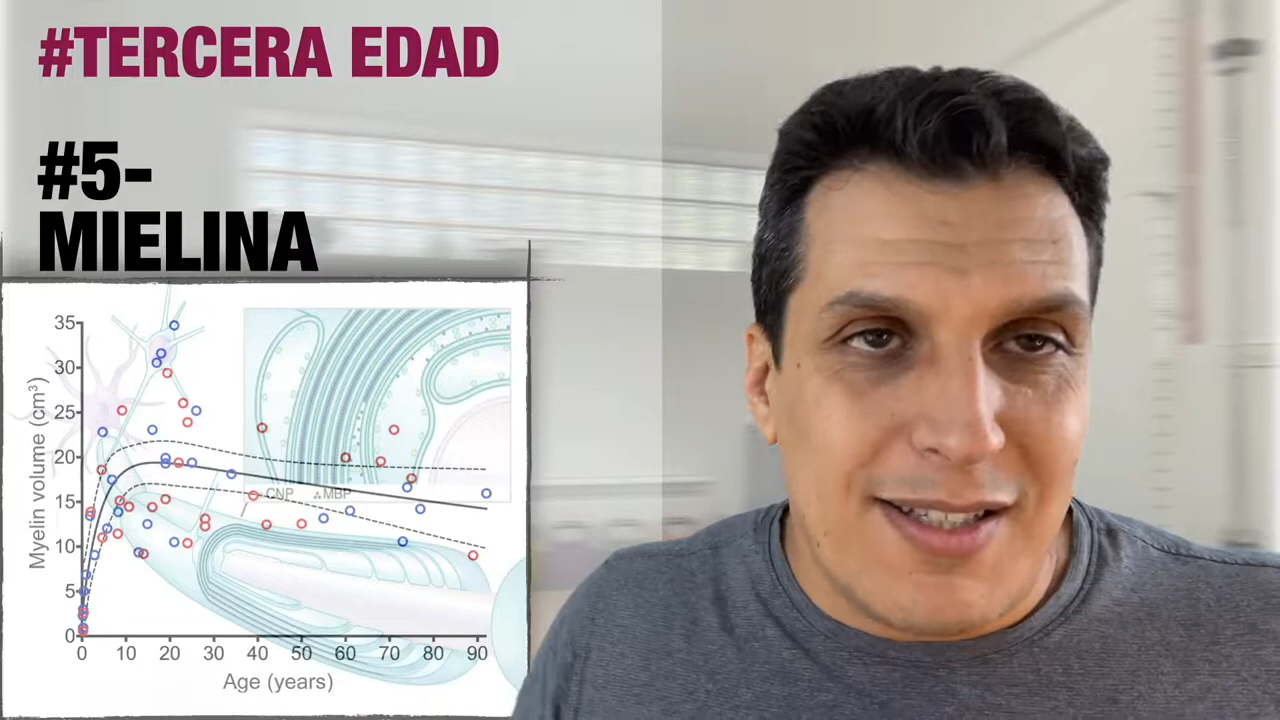 #TERCERA EDAD
#5-
MIELINA
35
30
25
20
15
10
5
0
Myelin volume (cm³)
CNP
MBP
0 10 20 30 40 50 60 70 80 90
Age (years)